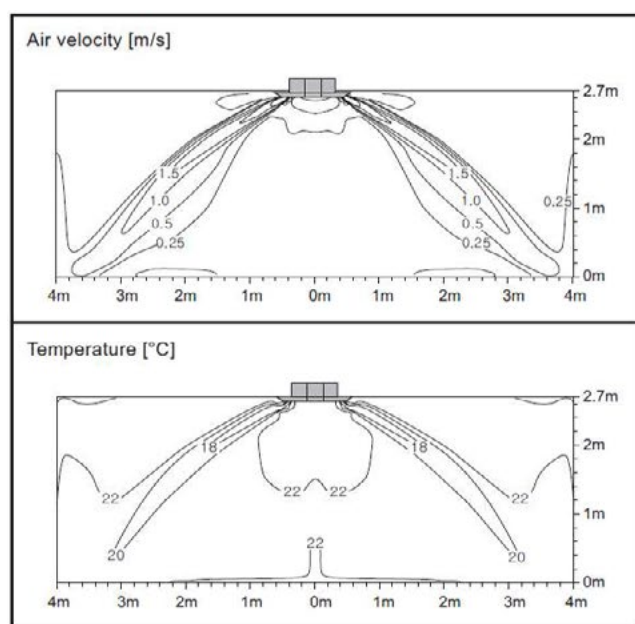 Air velocity [m/s]
2.7m
2m
1.5 1.5
1.0 1.0 0.25 1m
0.5 0.5
0.25 0.25
0m
4m 3m 2m 1m 0m 1m 2m 3m 4m
Temperature [°C]
2.7m
18 18 2m
22 22 22 22
1m
20 22 20
0m
4m 3m 2m 1m 0m 1m 2m 3m 4m